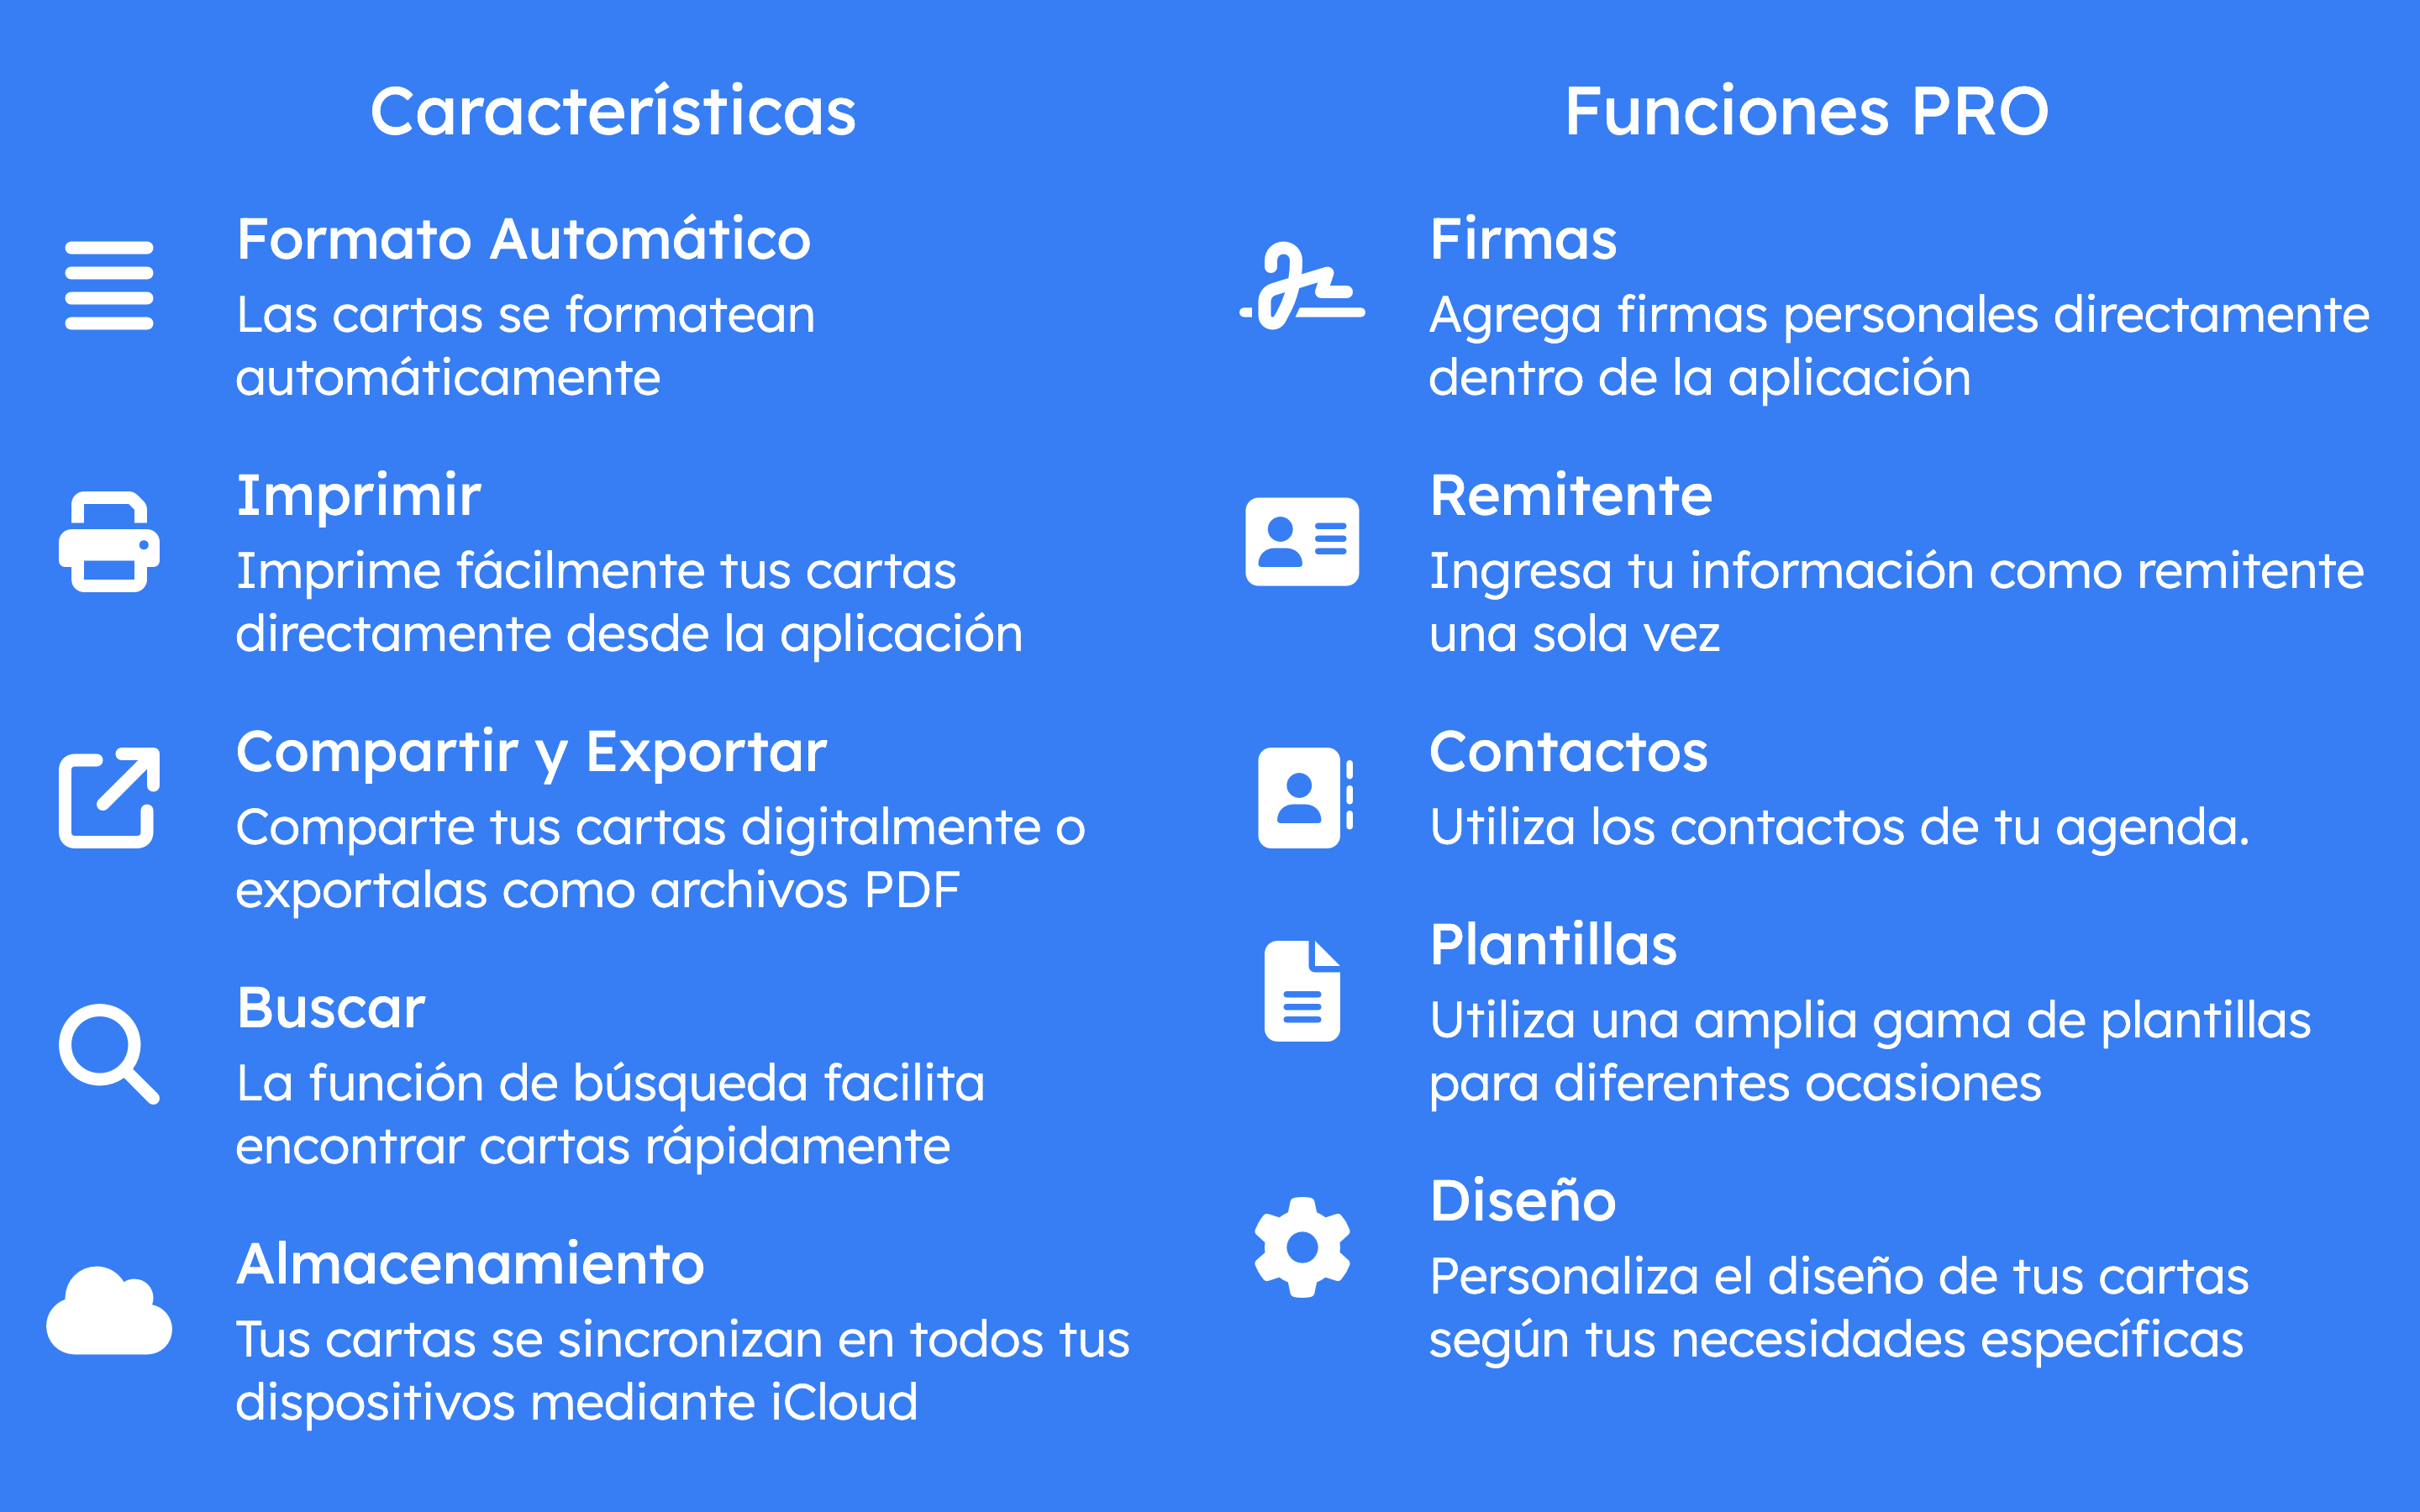 Características
Formato Automático
Las cartas se formatean
automáticamente
Imprimir
Imprime fácilmente tus cartas
directamente desde la aplicación
Compartir y Exportar
Comparte tus cartas digitalmente o
exportalas como archivos PDF
Buscar
La función de búsqueda facilita
encontrar cartas rápidamente
Almacenamiento
Tus cartas se sincronizan en todos tus
dispositivos mediante iCloud
Funciones PRO
Firmas
Agrega firmas personales directamente
dentro de la aplicación
Remitente
Ingresa tu información como remitente
una sola vez
Contactos
Utiliza los contactos de tu agenda.
Plantillas
Utiliza una amplia gama de plantillas
para diferentes ocasiones
Diseño
Personaliza el diseño de tus cartas
según tus necesidades específicas